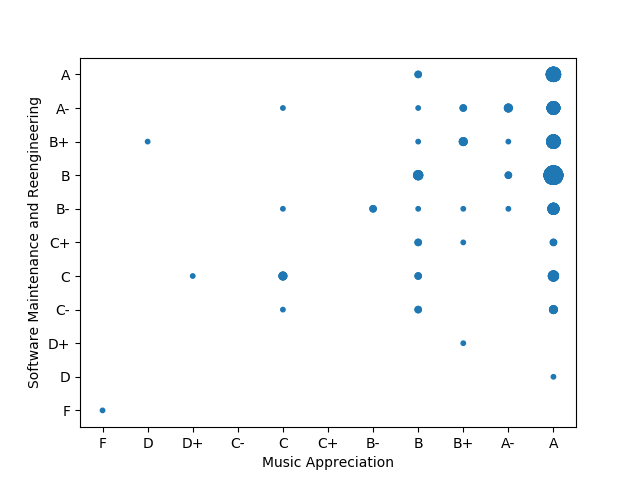 Software Maintenance and Reengineering
A
A-
B+
B
B-
C+
C
C-
D+
D
F
F
D
D+
C-
C
C+
B-
B
B+
A-
A
Music Appreciation